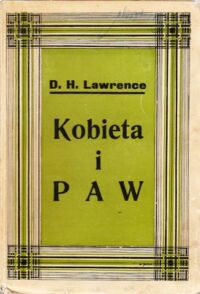 D. H. Lawrence
Kobieta
i
PAW